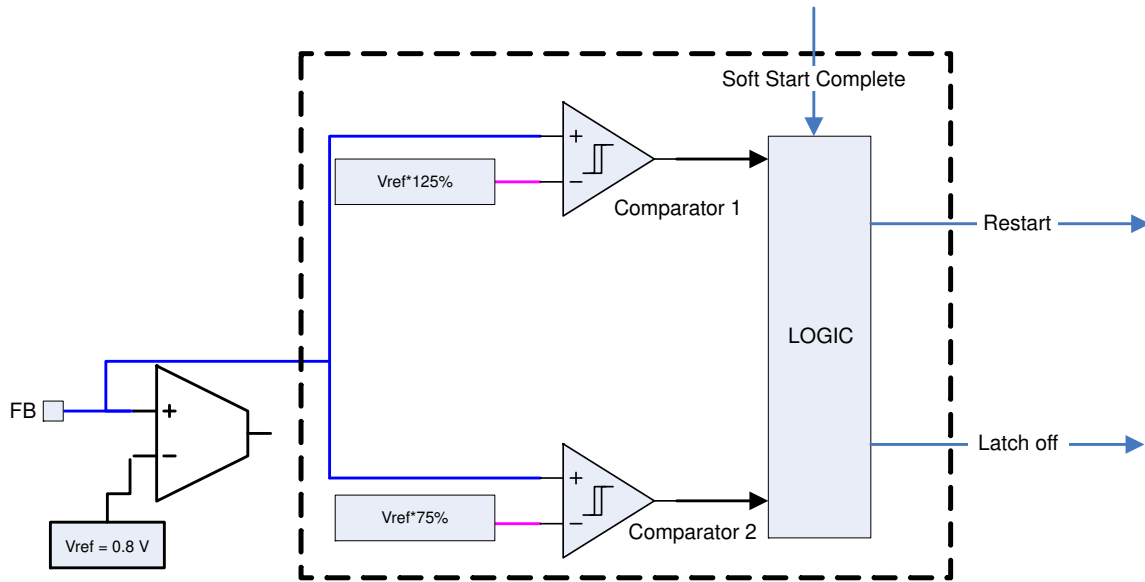 Soft Start Complete
+
Vref*125%
−
Comparator 1
Restart
LOGIC
FB
+
−
Vref = 0.8 V
+
Vref*75%
−
Comparator 2
Latch off